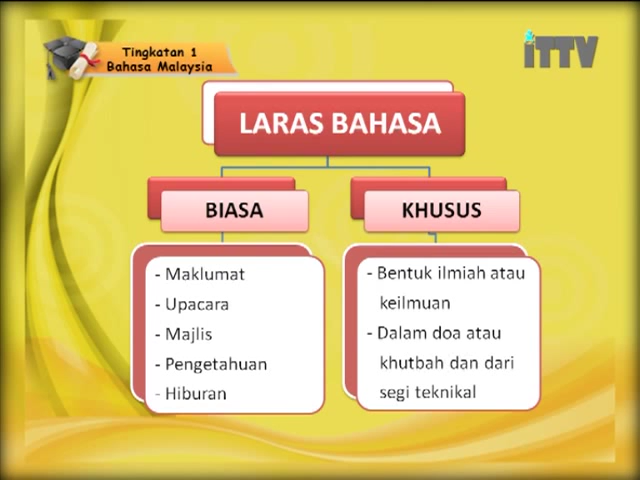 Tingkatan 1
Bahasa Malaysia
iTTV
LARAS BAHASA
BIASA
KHUSUS
- Maklumat
- Upacara
- Majlis
- Pengetahuan
- Hiburan
- Bentuk ilmiah atau
keilmuan
- Dalam doa atau
khutbah dan dari
segi teknikal